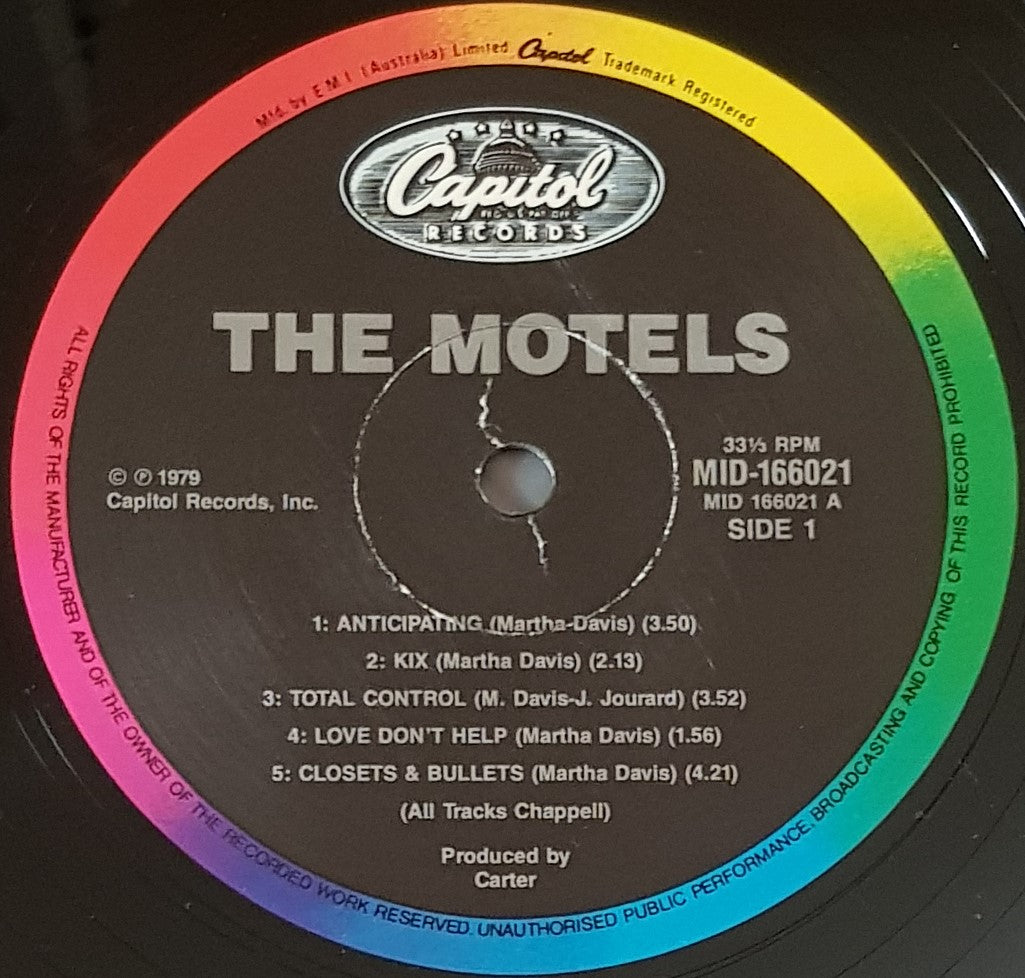 Mfd. by E.M.I. (Australia) Limited Capitol Trademark Registered
Capitol
RECORDS
THE MOTELS
33⅓ RPM
MID-166021
MID 166021 A
SIDE 1
© ℗ 1979
Capitol Records, Inc.
1: ANTICIPATING (Martha-Davis) (3.50)
2: KIX (Martha Davis) (2.13)
3: TOTAL CONTROL (M. Davis-J. Jourard) (3.52)
4: LOVE DON'T HELP (Martha Davis) (1.56)
5: CLOSETS & BULLETS (Martha Davis) (4.21)
(All Tracks Chappell)
Produced by
Carter
ALL RIGHTS OF THE MANUFACTURER AND OF THE OWNER OF THE RECORDED WORK RESERVED. UNAUTHORISED PUBLIC PERFORMANCE, BROADCASTING AND COPYING OF THIS RECORD PROHIBITED